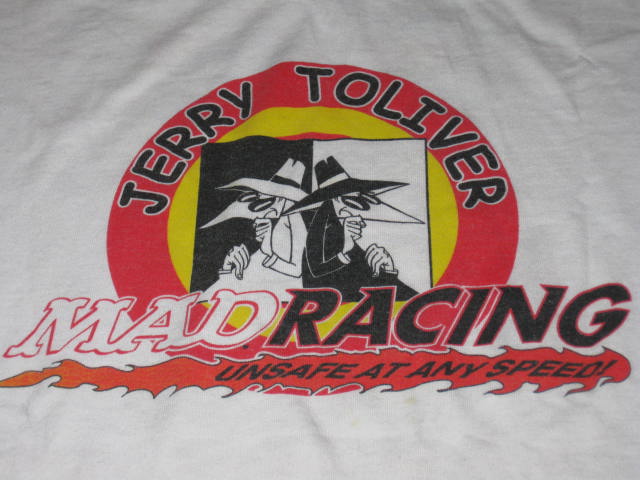 JERRY TOLIVER
MAD RACING
UNSAFE AT ANY SPEED!